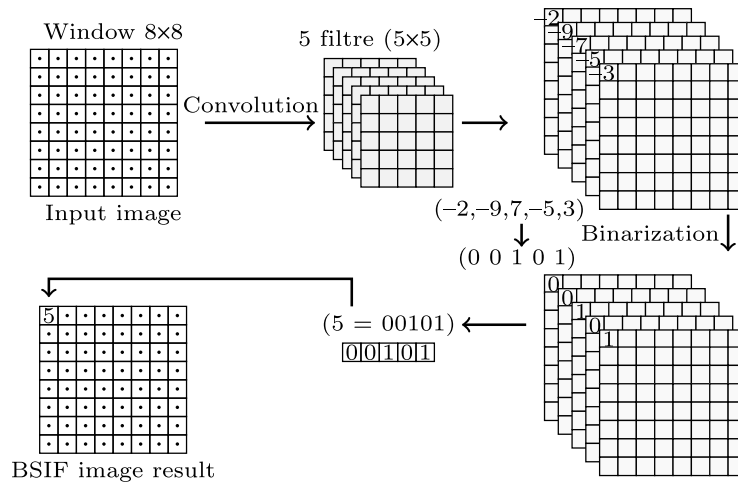 Window 8×8
5 filtre (5×5)
Convolution
–2
–9
–7
–5
–3
Input image
(–2,–9,7,–5,3)
Binarization
(0 0 1 0 1)
0
0
1
0
1
5
(5 = 00101)
0 0 1 0 1
BSIF image result